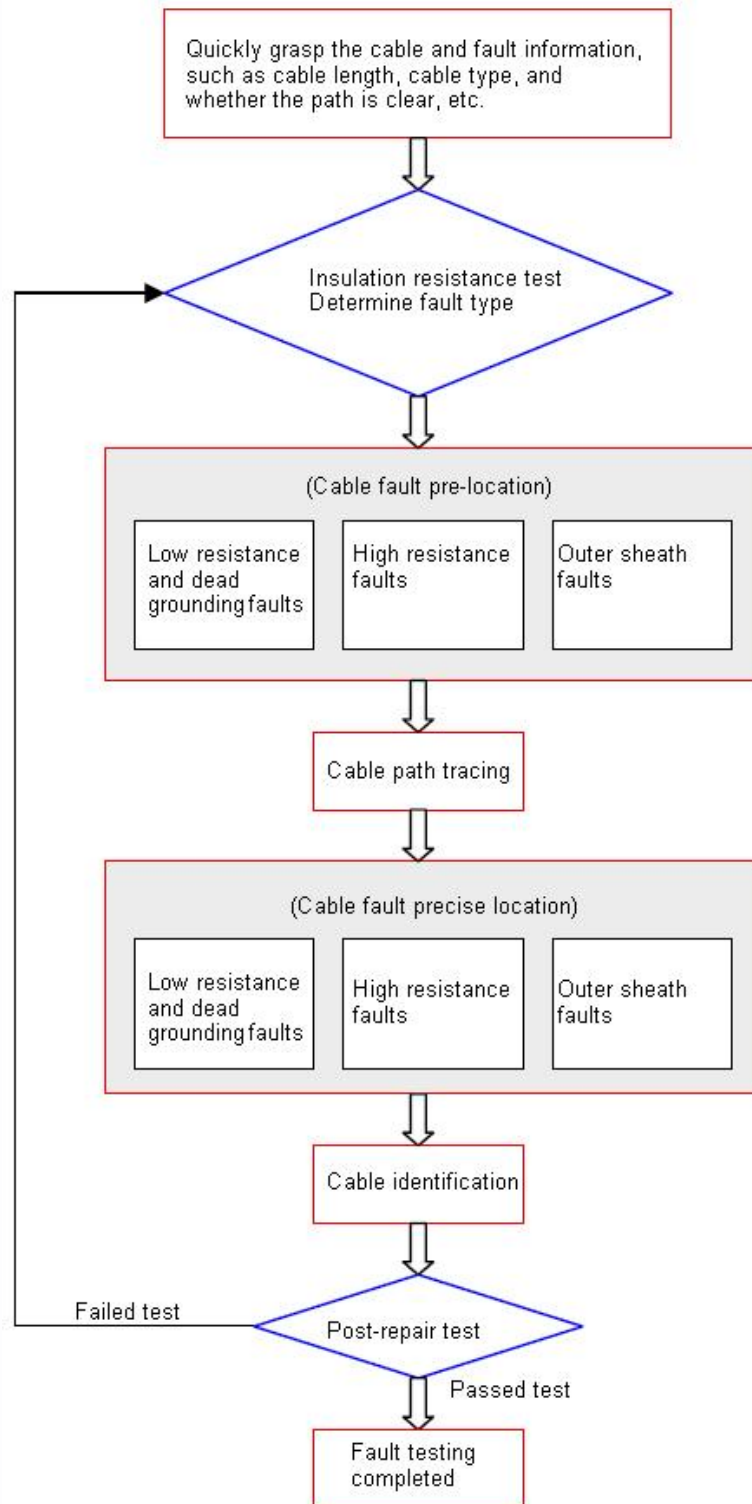 Quickly grasp the cable and fault information,
such as cable length, cable type, and
whether the path is clear, etc.
Insulation resistance test
Determine fault type
(Cable fault pre-location)
Low resistance
and dead
grounding faults
High resistance
faults
Outer sheath
faults
Cable path tracing
(Cable fault precise location)
Low resistance
and dead
grounding faults
High resistance
faults
Outer sheath
faults
Cable identification
Failed test
Post-repair test
Passed test
Fault testing
completed